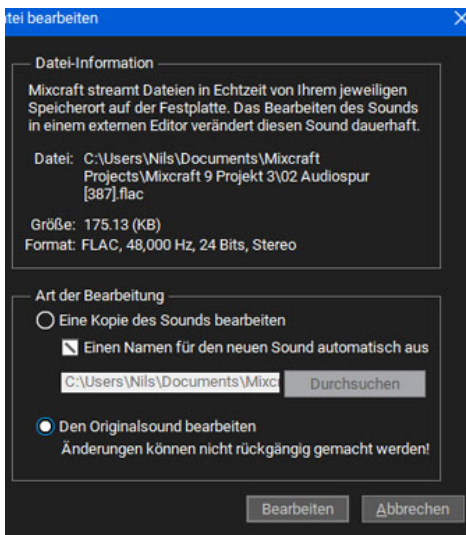 tei bearbeiten
Datei-Information
Mixcraft streamt Dateien in Echtzeit von Ihrem jeweiligen
Speicherort auf der Festplatte. Das Bearbeiten des Sounds
in einem externen Editor verändert diesen Sound dauerhaft.
Datei: C:\Users\Nils\Documents\Mixcraft
Projects\Mixcraft 9 Projekt 3\02 Audiospur
[387].flac
Größe: 175.13 (KB)
Format: FLAC, 48,000 Hz, 24 Bits, Stereo
Art der Bearbeitung
Eine Kopie des Sounds bearbeiten
Einen Namen für den neuen Sound automatisch aus
C:\Users\Nils\Documents\Mixc Durchsuchen
Den Originalsound bearbeiten
Änderungen können nicht rückgängig gemacht werden!
Bearbeiten Abbrechen